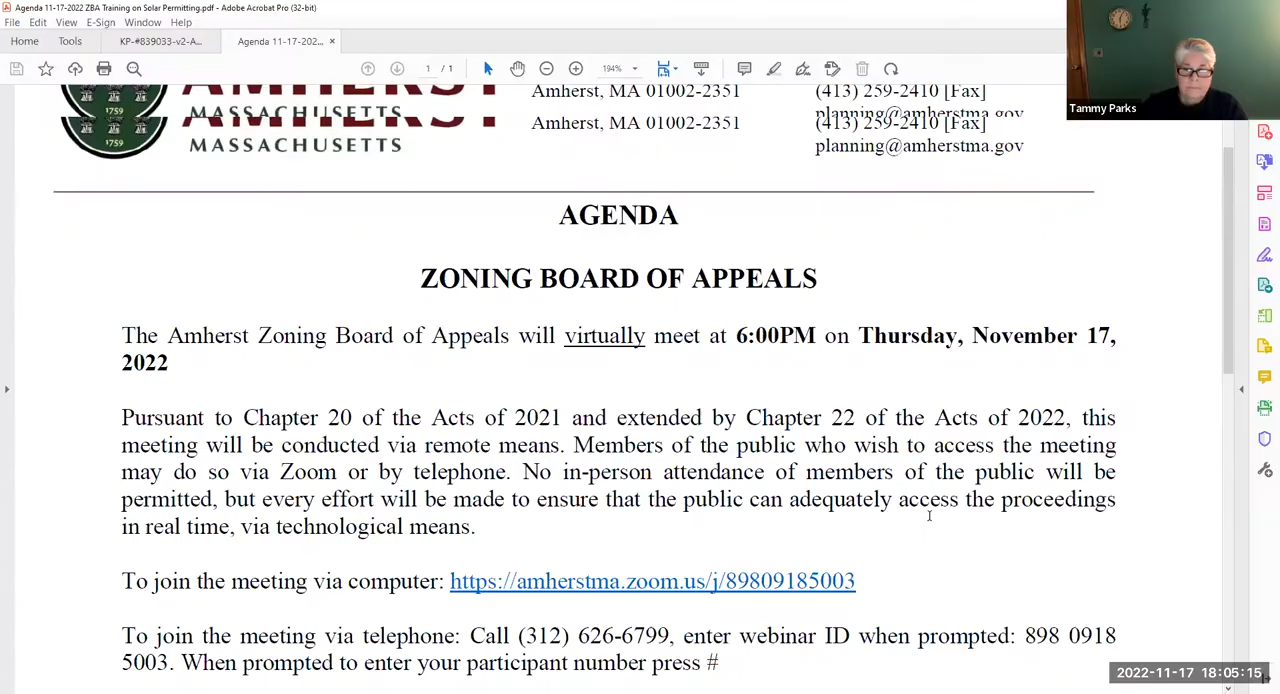 Agenda 11-17-2022 ZBA Training on Solar Permitting.pdf - Adobe Acrobat Pro (32-bit)
File Edit View E-Sign Window Help
Home Tools KP-#839033-v2-A... Agenda 11-17-202... ×
1 / 1 194%
Tammy Parks
AMHERST Amherst, MA 01002-2351 (413) 259-2410 [Fax]
MASSACHUSETTS planning@amherstma.gov
1759 Amherst, MA 01002-2351 (413) 259-2410 [Fax]
MASSACHUSETTS planning@amherstma.gov
1759
AGENDA
ZONING BOARD OF APPEALS
The Amherst Zoning Board of Appeals will virtually meet at 6:00PM on Thursday, November 17,
2022
Pursuant to Chapter 20 of the Acts of 2021 and extended by Chapter 22 of the Acts of 2022, this
meeting will be conducted via remote means. Members of the public who wish to access the meeting
may do so via Zoom or by telephone. No in-person attendance of members of the public will be
permitted, but every effort will be made to ensure that the public can adequately access the proceedings
in real time, via technological means.
To join the meeting via computer: https://amherstma.zoom.us/j/89809185003
To join the meeting via telephone: Call (312) 626-6799, enter webinar ID when prompted: 898 0918
5003. When prompted to enter your participant number press #
2022-11-17 18:05:15